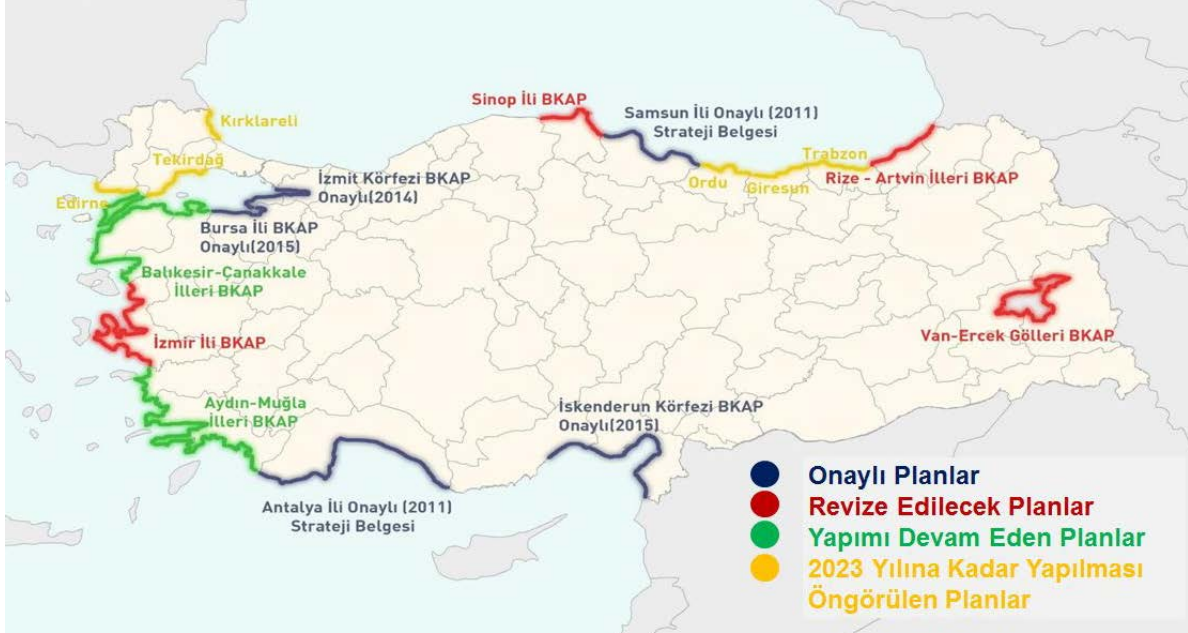 Sinop İli BKAP
Samsun İli Onaylı (2011)
Strateji Belgesi
Kırklareli
Tekirdağ
Trabzon
Edirne
İzmit Körfezi BKAP
Onaylı(2014)
Ordu
Giresun
Rize - Artvin İlleri BKAP
Bursa İli BKAP
Onaylı(2015)
Balıkesir-Çanakkale
İlleri BKAP
İzmir İli BKAP
Van-Ercek Gölleri BKAP
Aydın-Muğla
İlleri BKAP
İskenderun Körfezi BKAP
Onaylı(2015)
Antalya İli Onaylı (2011)
Strateji Belgesi
Onaylı Planlar
Revize Edilecek Planlar
Yapımı Devam Eden Planlar
2023 Yılına Kadar Yapılması
Öngörülen Planlar